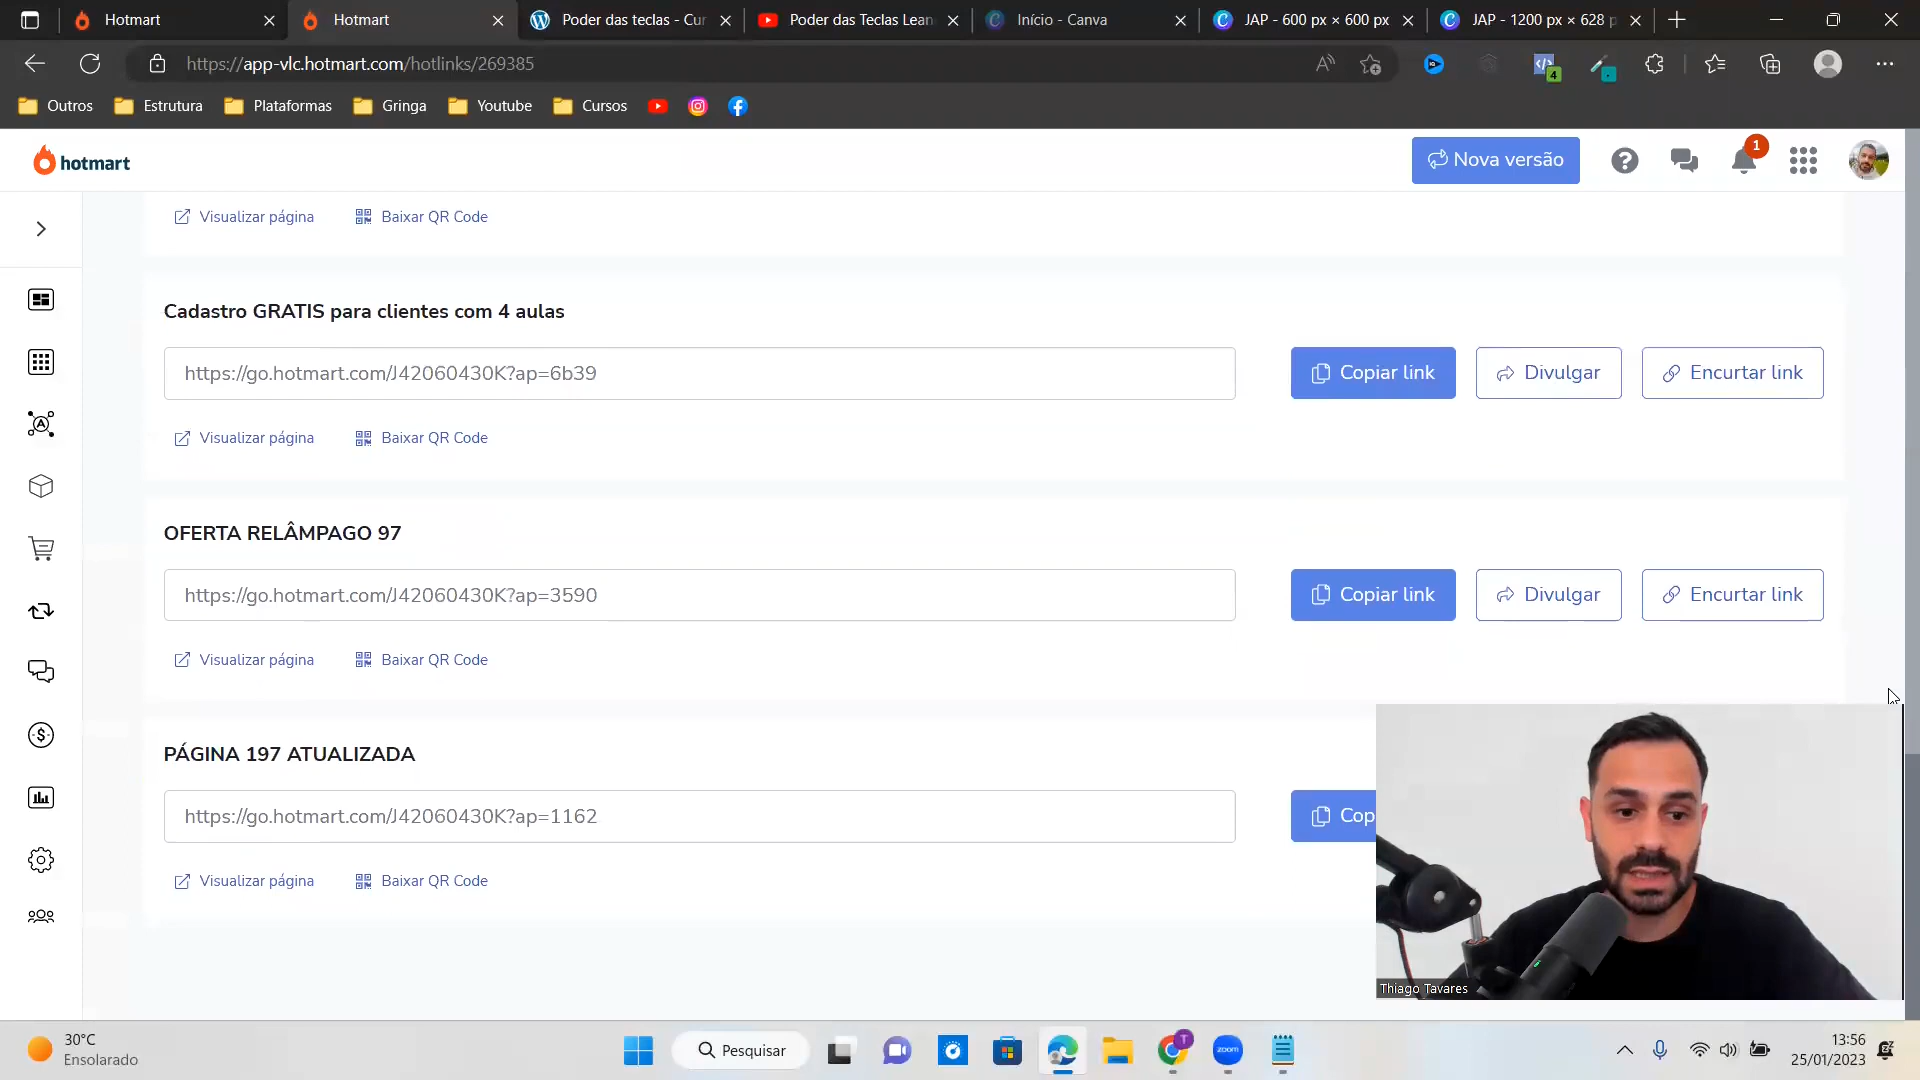 Hotmart
Hotmart
Poder das teclas - Cur
Poder das Teclas Lean
Início - Canva
JAP - 600 px × 600 px
JAP - 1200 px × 628 p
https://app-vlc.hotmart.com/hotlinks/269385
4
Outros
Estrutura
Plataformas
Gringa
Youtube
Cursos
hotmart
Nova versão
1
Visualizar página
Baixar QR Code
Cadastro GRATIS para clientes com 4 aulas
https://go.hotmart.com/J42060430K?ap=6b39
Copiar link
Divulgar
Encurtar link
Visualizar página
Baixar QR Code
OFERTA RELÂMPAGO 97
https://go.hotmart.com/J42060430K?ap=3590
Copiar link
Divulgar
Encurtar link
Visualizar página
Baixar QR Code
PÁGINA 197 ATUALIZADA
https://go.hotmart.com/J42060430K?ap=1162
Cop
Visualizar página
Baixar QR Code
Thiago Tavares
30°C
Ensolarado
Pesquisar
T
zoom
13:56
25/01/2023